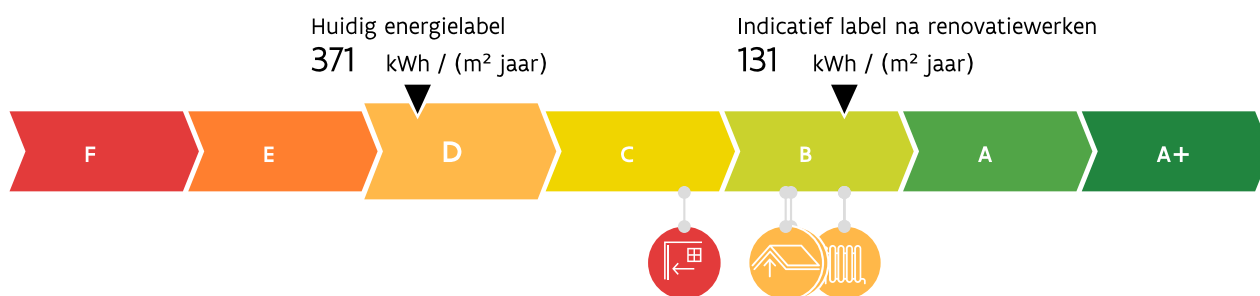 Huidig energielabel
371 kWh / (m² jaar)
Indicatief label na renovatiewerken
131 kWh / (m² jaar)
F E D C B A A+